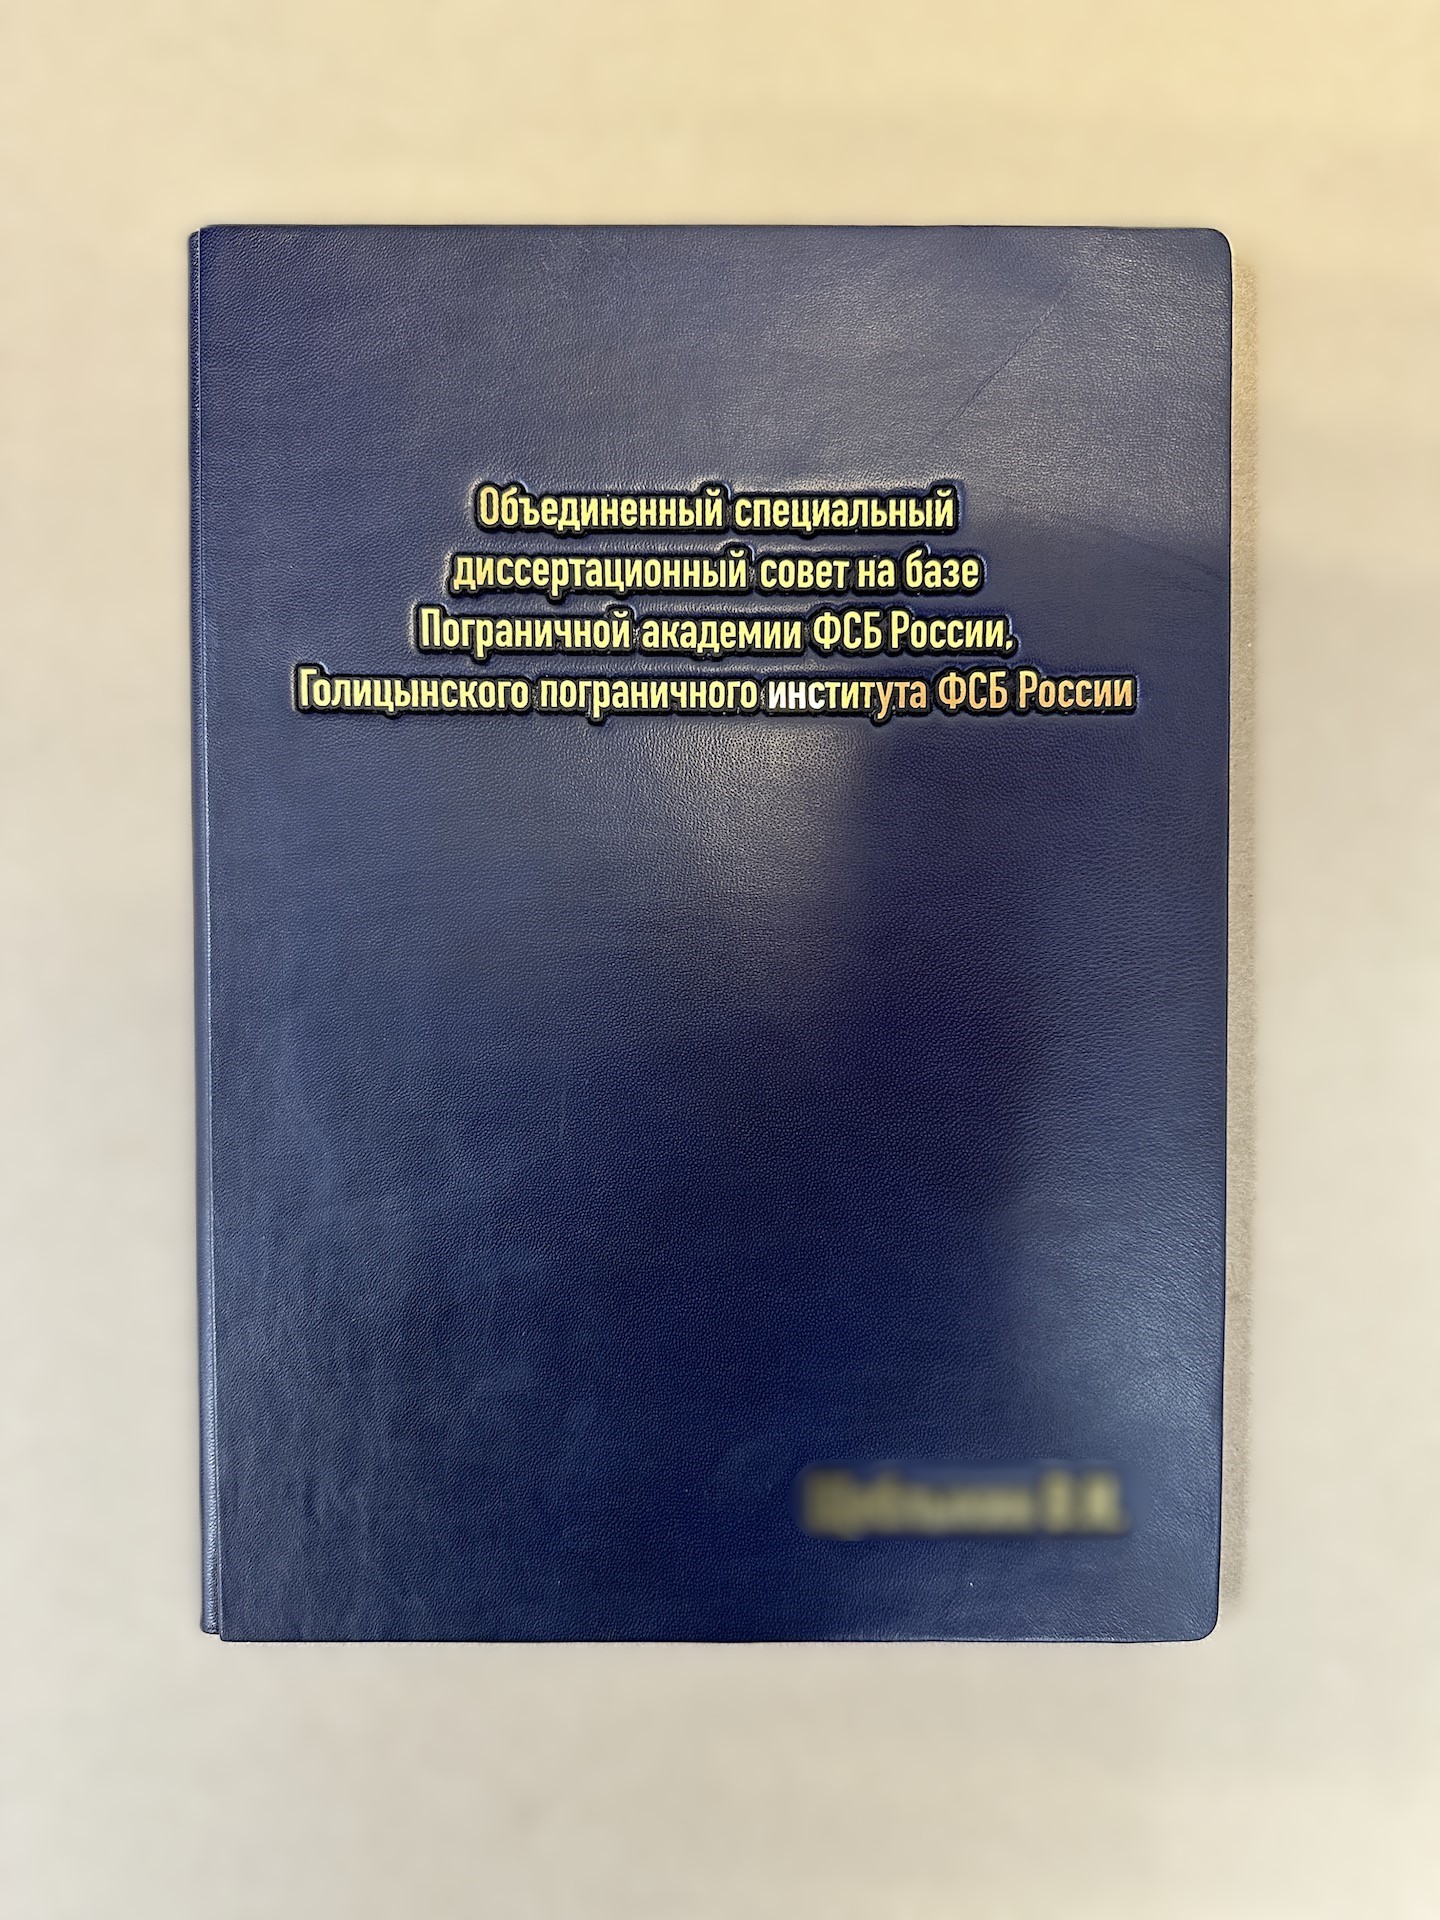 Объединенный специальный
диссертационный совет на базе
Пограничной академии ФСБ России,
Голицынского пограничного института ФСБ России